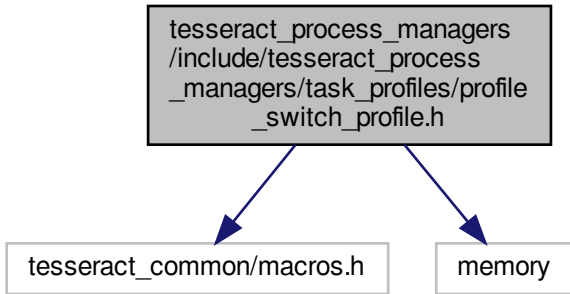 tesseract_process_managers
/include/tesseract_process
_managers/task_profiles/profile
_switch_profile.h
tesseract_common/macros.h
memory